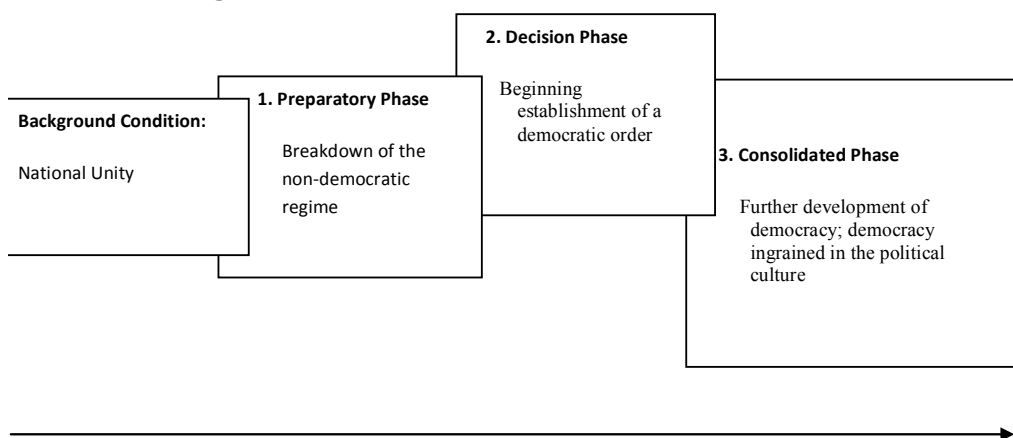 Background Condition:
National Unity
1. Preparatory Phase
Breakdown of the
non-democratic
regime
2. Decision Phase
Beginning
establishment of a
democratic order
3. Consolidated Phase
Further development of
democracy; democracy
ingrained in the political
culture